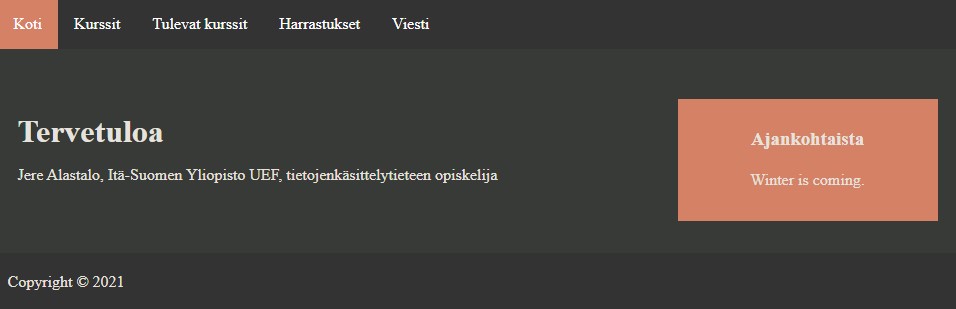 Koti Kurssit Tulevat kurssit Harrastukset Viesti
Tervetuloa
Jere Alastalo, Itä-Suomen Yliopisto UEF, tietojenkäsittelytieteen opiskelija
Ajankohtaista
Winter is coming.
Copyright © 2021